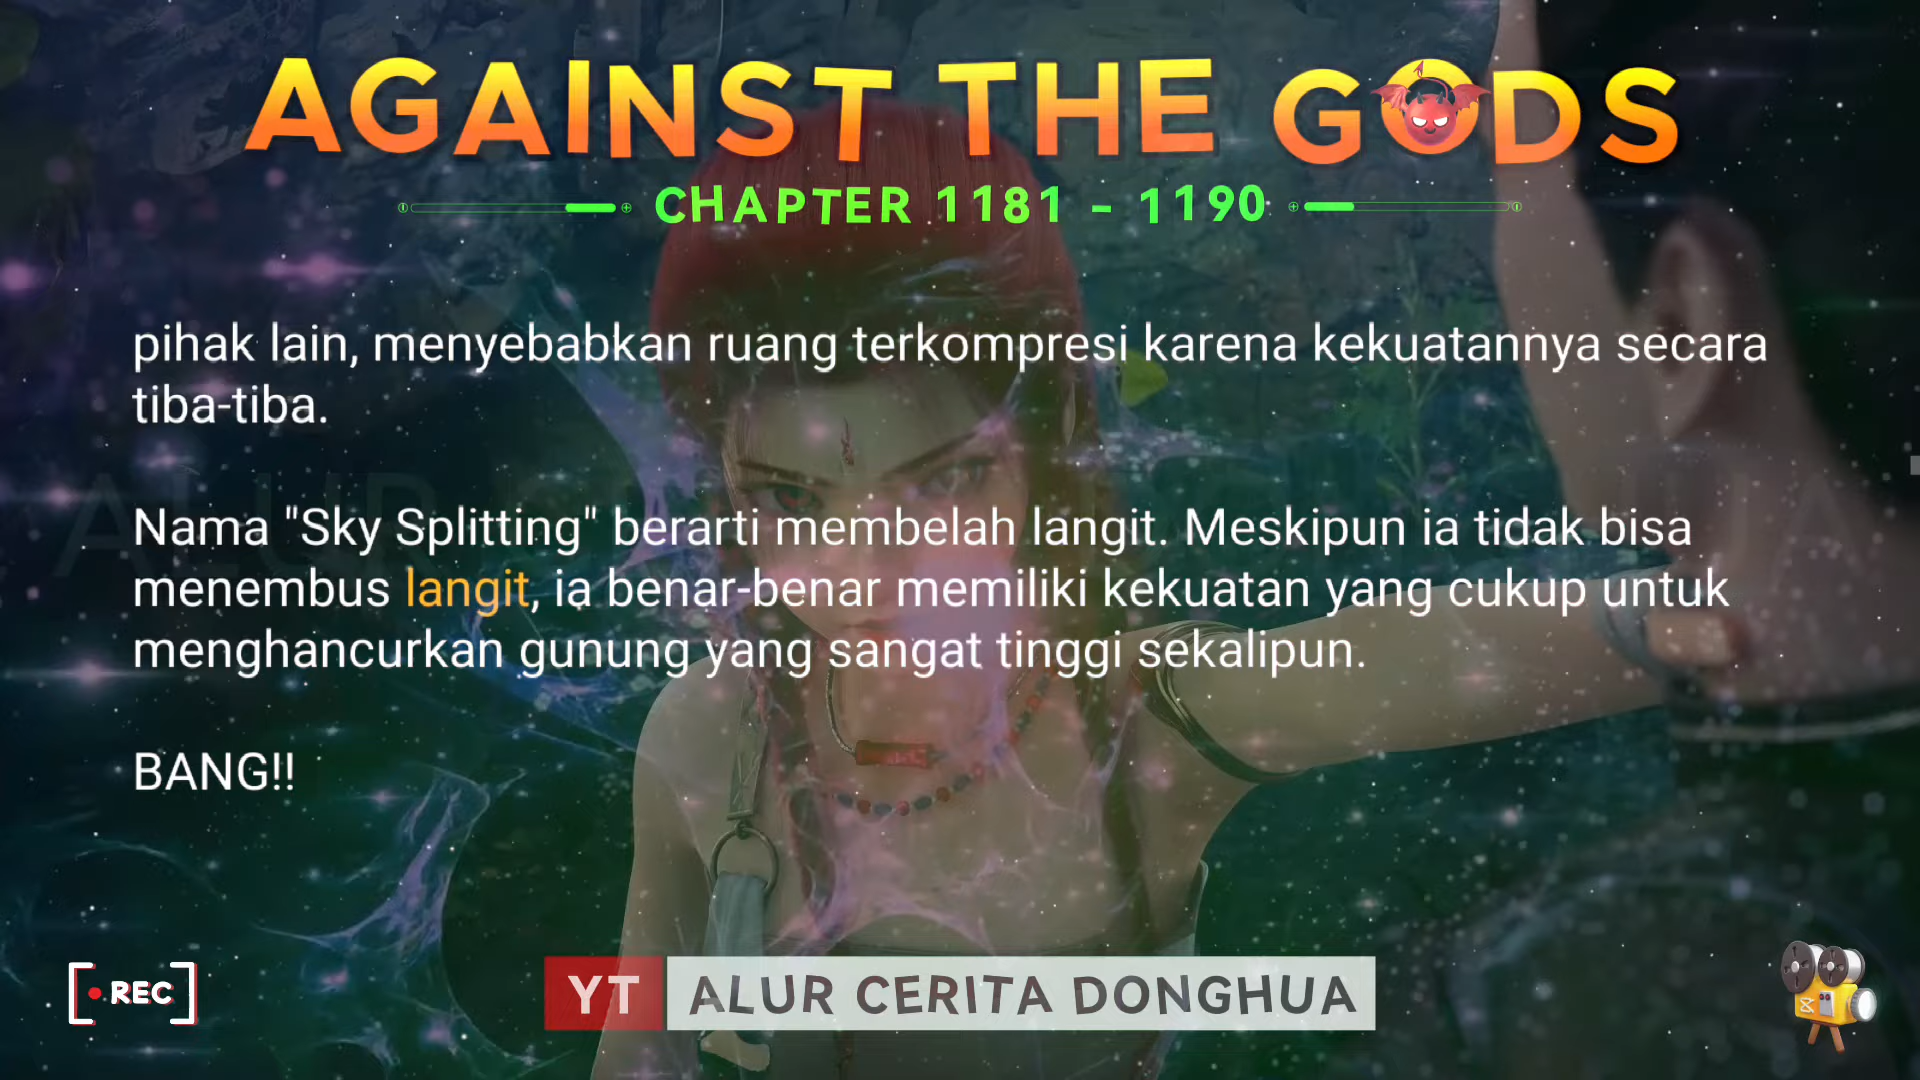 AGAINST THE GODS
CHAPTER 1181 - 1190
pihak lain, menyebabkan ruang terkompresi karena kekuatannya secara
tiba-tiba.
Nama "Sky Splitting" berarti membelah langit. Meskipun ia tidak bisa
menembus langit, ia benar-benar memiliki kekuatan yang cukup untuk
menghancurkan gunung yang sangat tinggi sekalipun.
BANG!!
REC
YT ALUR CERITA DONGHUA